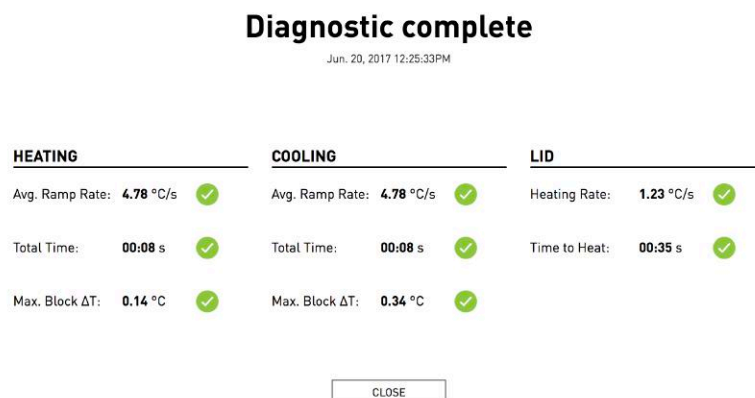 Diagnostic complete
Jun. 20, 2017 12:25:33PM
HEATING
Avg. Ramp Rate: 4.78 °C/s
Total Time: 00:08 s
Max. Block ΔT: 0.14 °C
COOLING
Avg. Ramp Rate: 4.78 °C/s
Total Time: 00:08 s
Max. Block ΔT: 0.34 °C
LID
Heating Rate: 1.23 °C/s
Time to Heat: 00:35 s
CLOSE